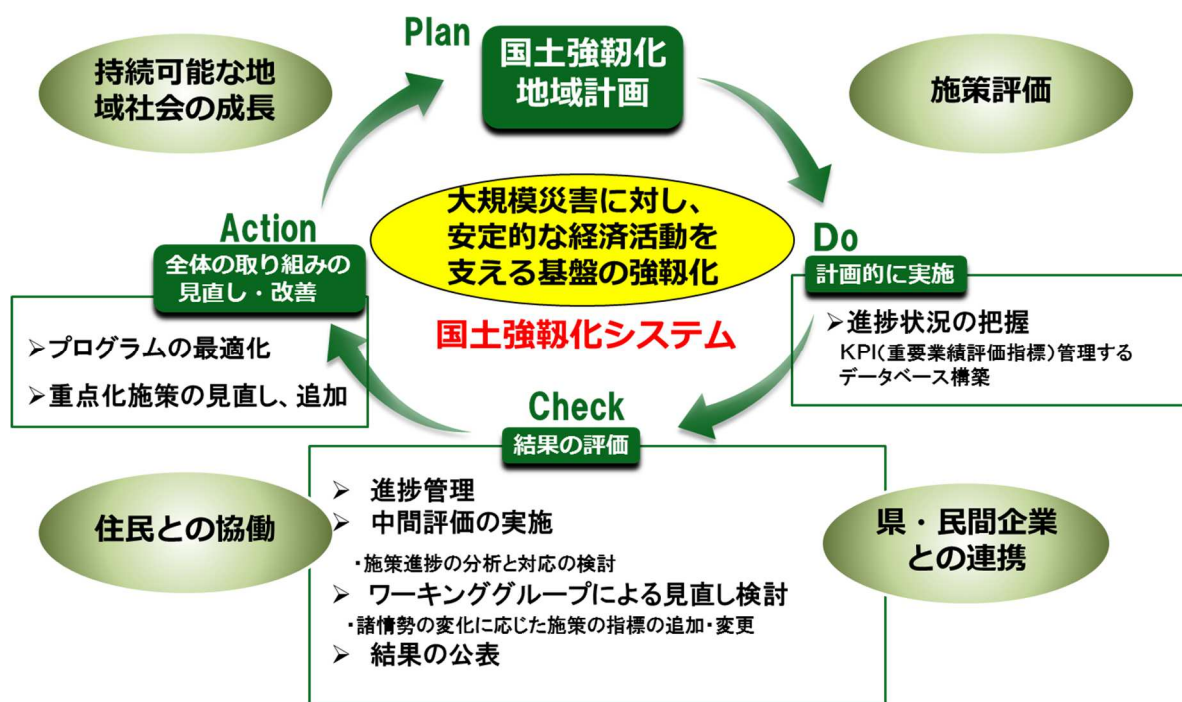 Plan
国土強靭化
地域計画
持続可能な地
域社会の成長
施策評価
大規模災害に対し、
安定的な経済活動を
支える基盤の強靭化
国土強靭化システム
Do
計画的に実施
➢進捗状況の把握
KPI(重要業績評価指標)管理する
データベース構築
Check
結果の評価
➢ 進捗管理
➢ 中間評価の実施
・施策進捗の分析と対応の検討
➢ ワーキンググループによる見直し検討
・諸情勢の変化に応じた施策の指標の追加・変更
➢ 結果の公表
Action
全体の取り組みの
見直し・改善
➢プログラムの最適化
➢重点化施策の見直し、追加
住民との協働
県・民間企業
との連携